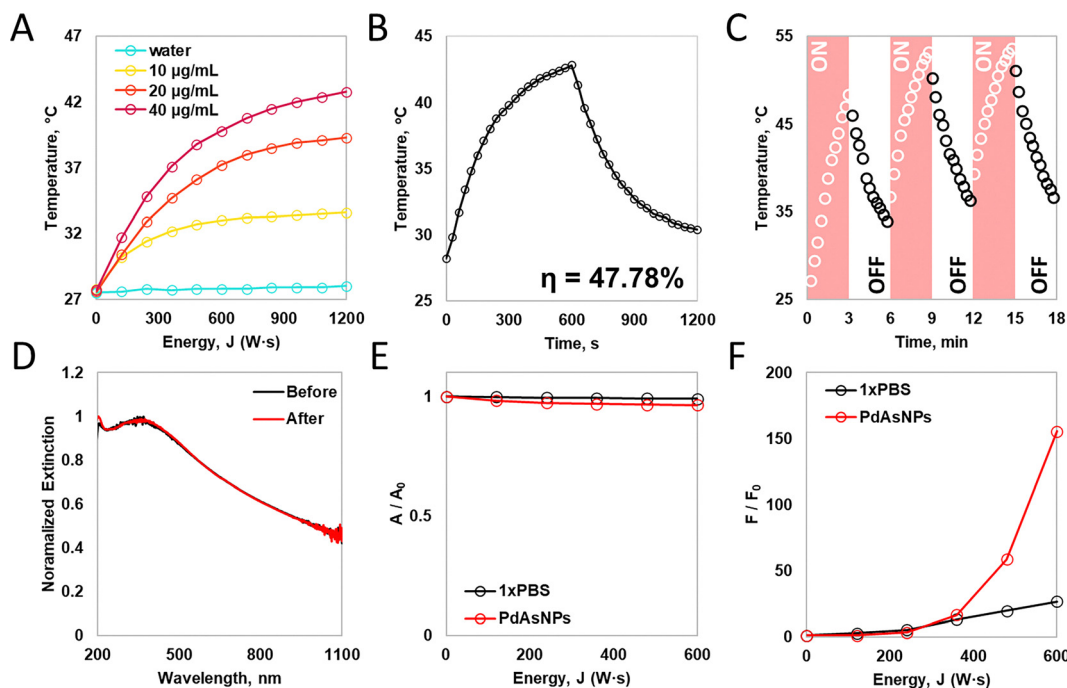 A
47
42
37
32
27
Temperature, °C
water
10 µg/mL
20 µg/mL
40 µg/mL
0 300 600 900 1200
Energy, J (W·s)
B
45
40
35
30
25
Temperature, °C
η = 47.78%
0 300 600 900 1200
Time, s
C
55
45
35
25
Temperature, °C
ON
OFF
ON
OFF
ON
OFF
0 3 6 9 12 15 18
Time, min
D
1.2
1
0.8
0.6
0.4
0.2
0
Noramalized Extinction
Before
After
200 500 800 1100
Wavelength, nm
E
1
0.5
0
A / A0
1xPBS
PdAsNPs
0 200 400 600
Energy, J (W·s)
F
200
150
100
50
0
F / F0
1xPBS
PdAsNPs
0 200 400 600
Energy, J (W·s)